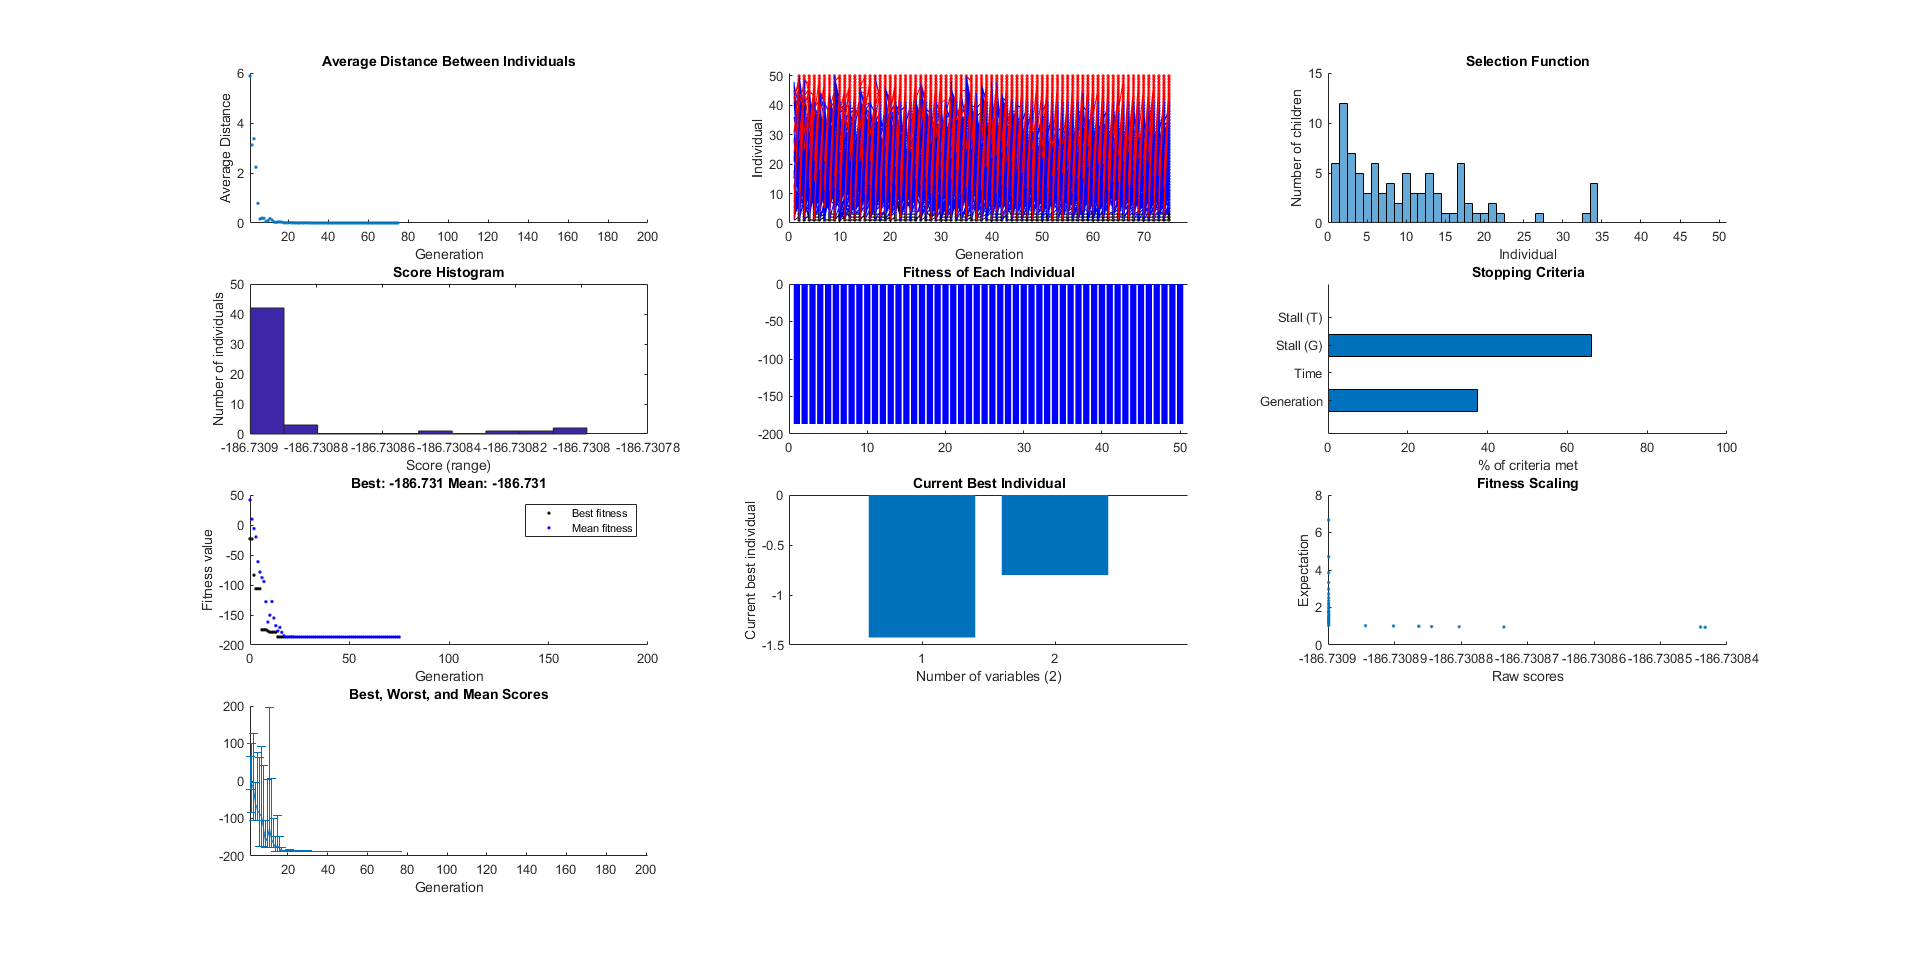 Average Distance Between Individuals
6
4
2
0
Average Distance
20 40 60 80 100 120 140 160 180 200
Generation
50
40
30
20
10
0
Individual
0 10 20 30 40 50 60 70
Generation
Selection Function
15
10
5
0
Number of children
0 5 10 15 20 25 30 35 40 45 50
Individual
Score Histogram
50
40
30
20
10
0
Number of individuals
-186.7309 -186.73088 -186.73086 -186.73084 -186.73082 -186.7308 -186.73078
Score (range)
Fitness of Each Individual
0
-50
-100
-150
-200
0 10 20 30 40 50
Stopping Criteria
Stall (T)
Stall (G)
Time
Generation
0 20 40 60 80 100
% of criteria met
Best: -186.731 Mean: -186.731
50
0
-50
-100
-150
-200
Fitness value
Best fitness
Mean fitness
0 50 100 150 200
Generation
Current Best Individual
0
-0.5
-1
-1.5
Current best individual
1 2
Number of variables (2)
Fitness Scaling
8
6
4
2
0
Expectation
-186.7309 -186.73089 -186.73088 -186.73087 -186.73086 -186.73085 -186.73084
Raw scores
Best, Worst, and Mean Scores
200
100
0
-100
-200
20 40 60 80 100 120 140 160 180 200
Generation